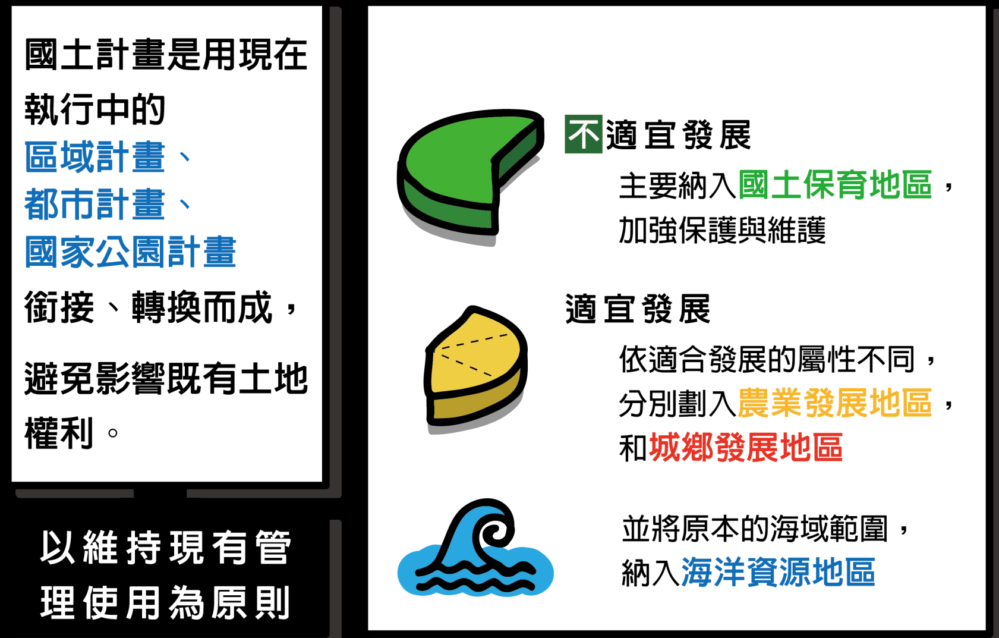 國土計畫是用現在
執行中的
區域計畫、
都市計畫、
國家公園計畫
銜接、轉換而成，
避免影響既有土地
權利。
以維持現有管
理使用為原則
不適宜發展
主要納入國土保育地區，
加強保護與維護
適宜發展
依適合發展的屬性不同，
分別劃入農業發展地區，
和城鄉發展地區
並將原本的海域範圍，
納入海洋資源地區